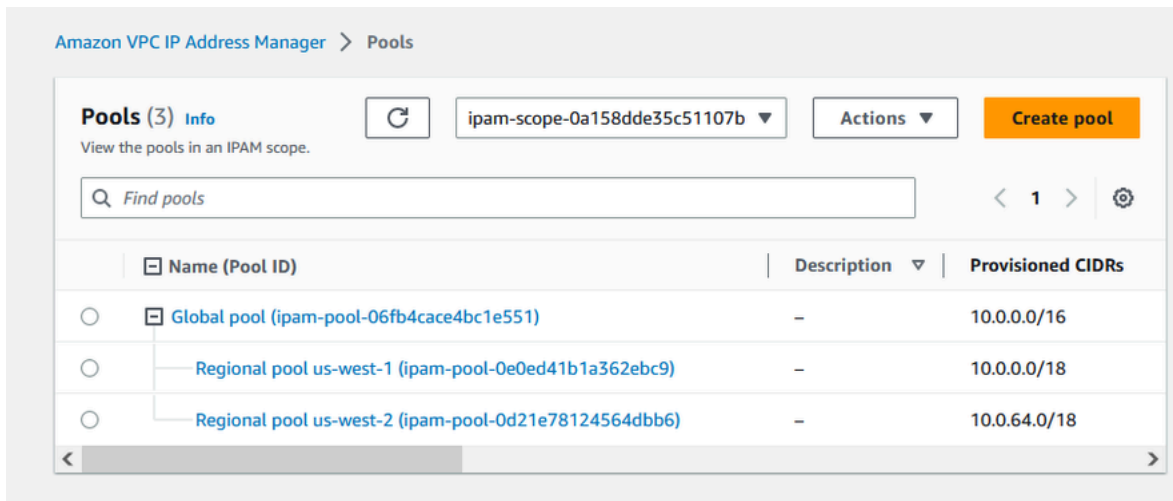 Amazon VPC IP Address Manager > Pools
Pools (3) Info
ipam-scope-0a158dde35c51107b
Actions
Create pool
View the pools in an IPAM scope.
Find pools
1
Name (Pool ID) Description Provisioned CIDRs
Global pool (ipam-pool-06fb4cace4bc1e551) – 10.0.0.0/16
Regional pool us-west-1 (ipam-pool-0e0ed41b1a362ebc9) – 10.0.0.0/18
Regional pool us-west-2 (ipam-pool-0d21e78124564dbb6) – 10.0.64.0/18